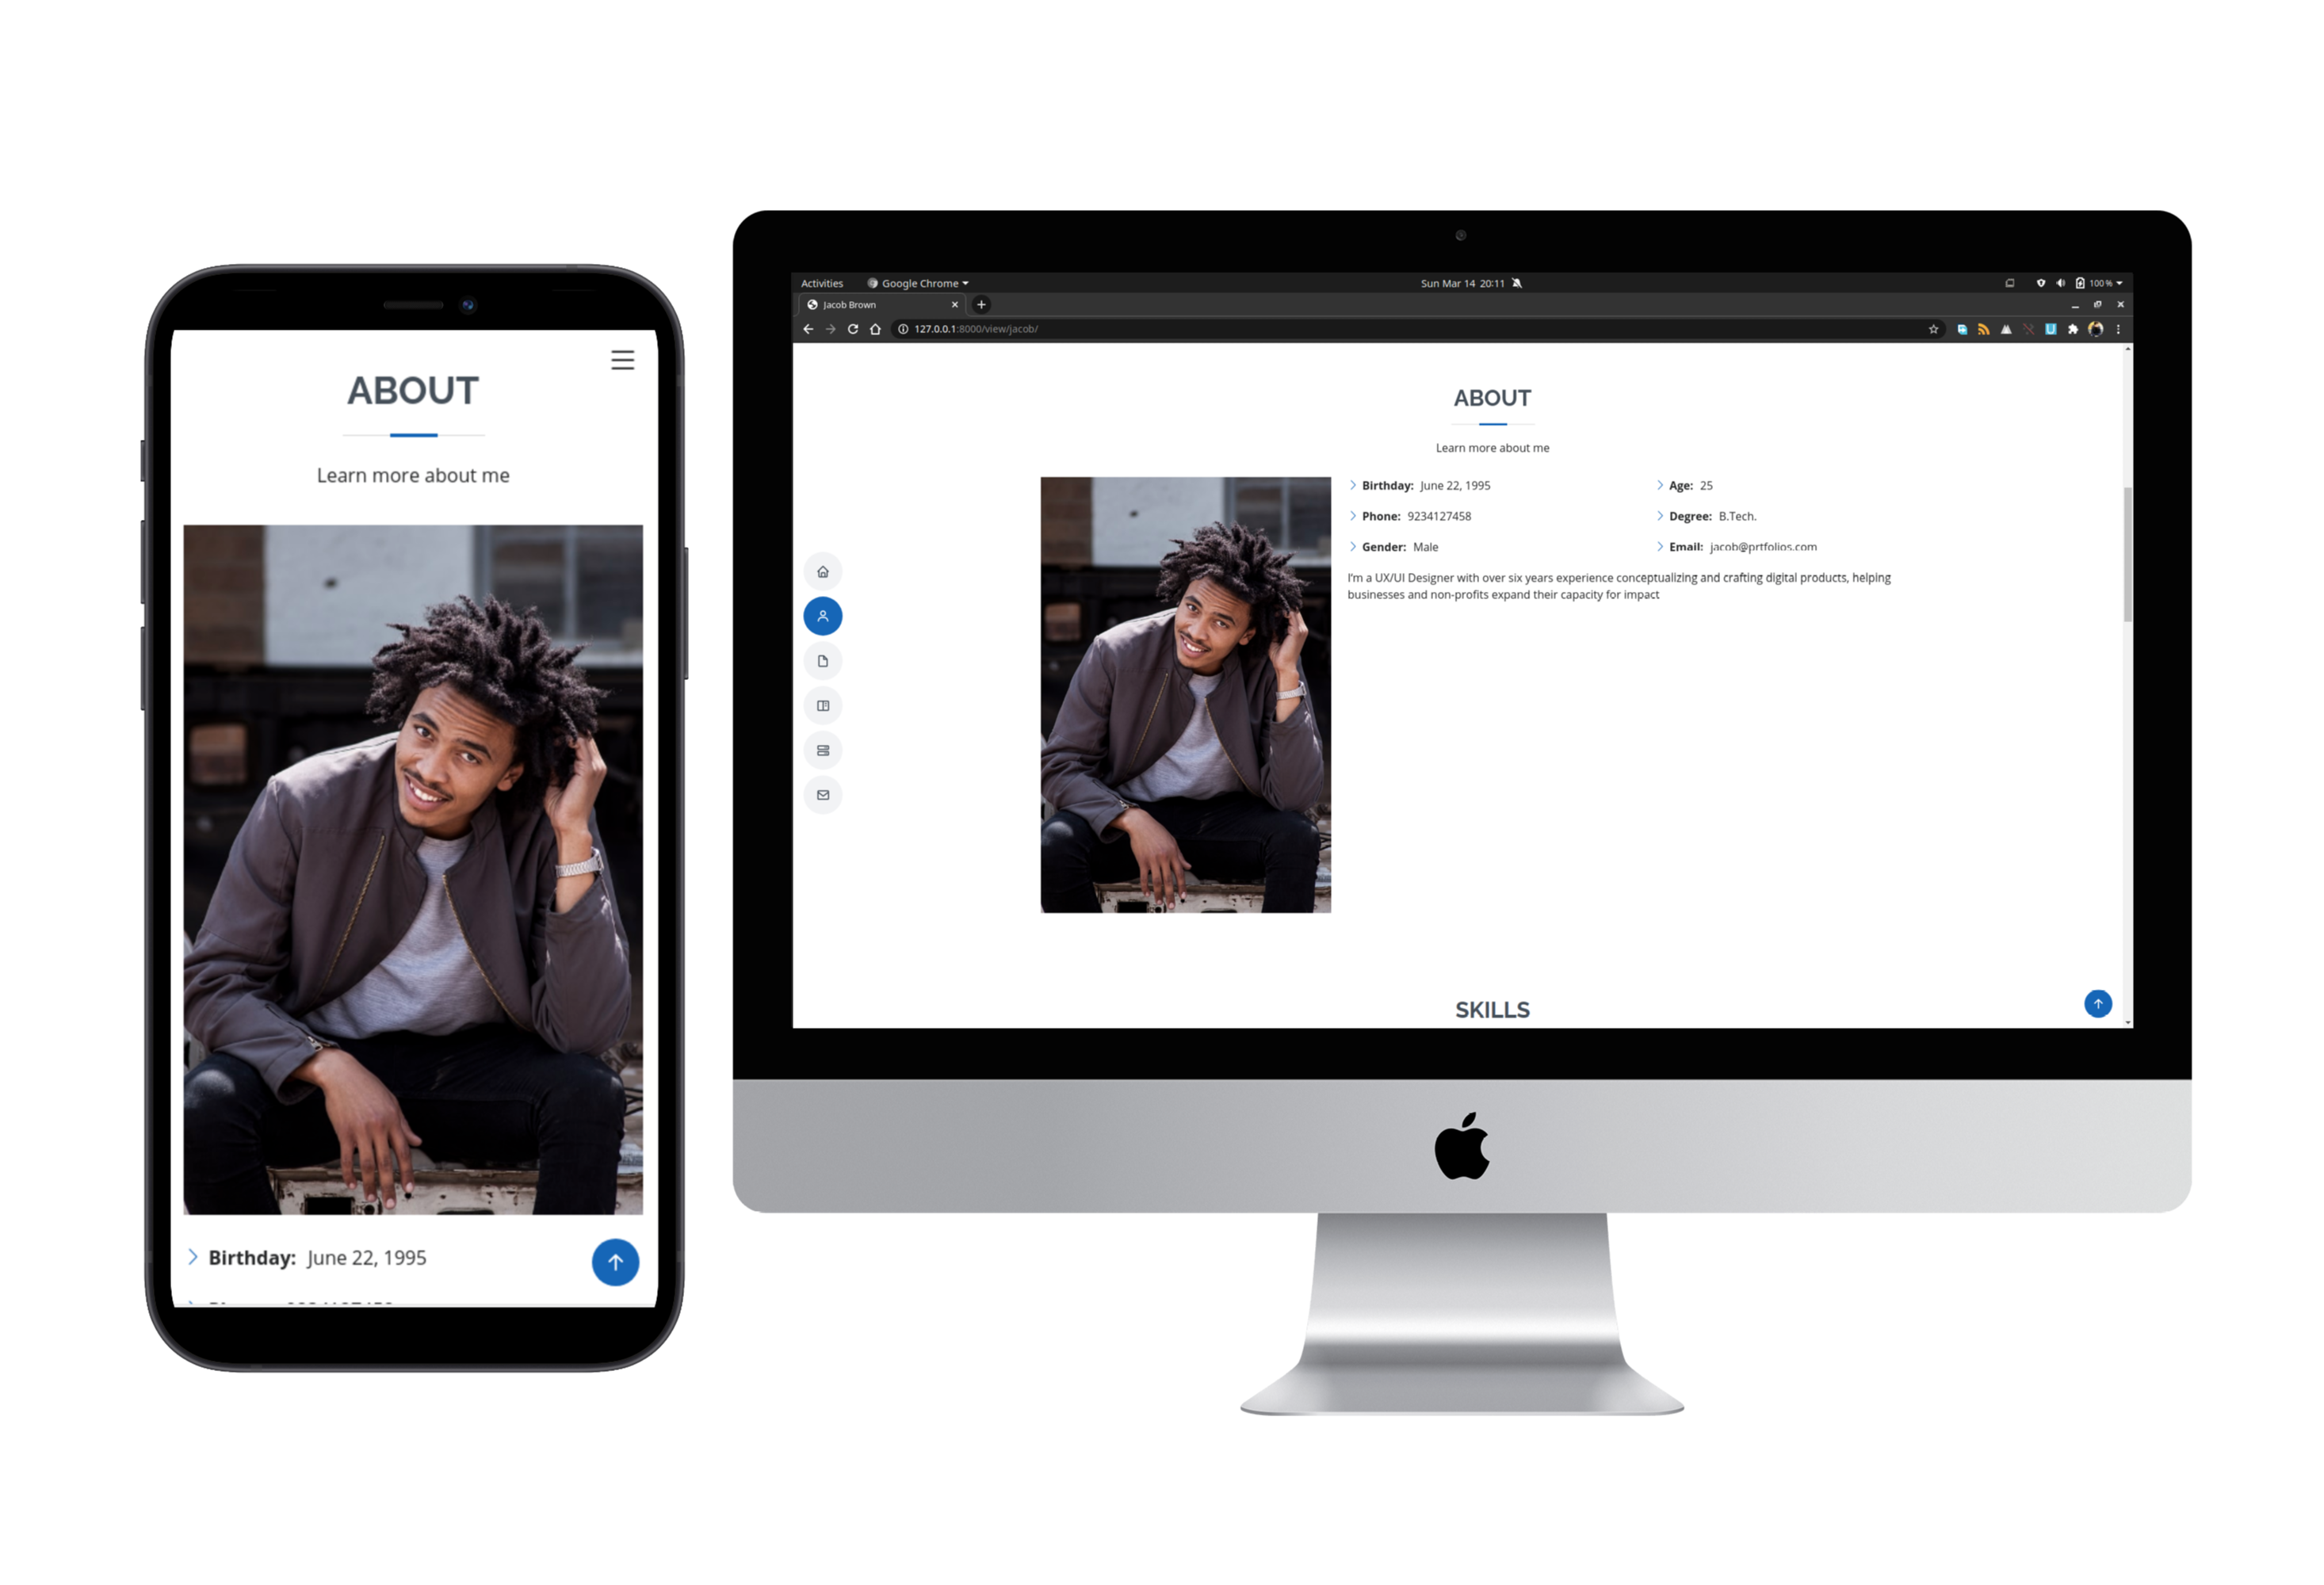 ABOUT
Learn more about me
Birthday: June 22, 1995
Activities Google Chrome Sun Mar 14 20:11 100 %
Jacob Brown
127.0.0.1:8000/view/jacob/
ABOUT
Learn more about me
Birthday: June 22, 1995 Age: 25
Phone: 9234127458 Degree: B.Tech.
Gender: Male Email: jacob@prtfolios.com
I'm a UX/UI Designer with over six years experience conceptualizing and crafting digital products, helping
businesses and non-profits expand their capacity for impact
SKILLS